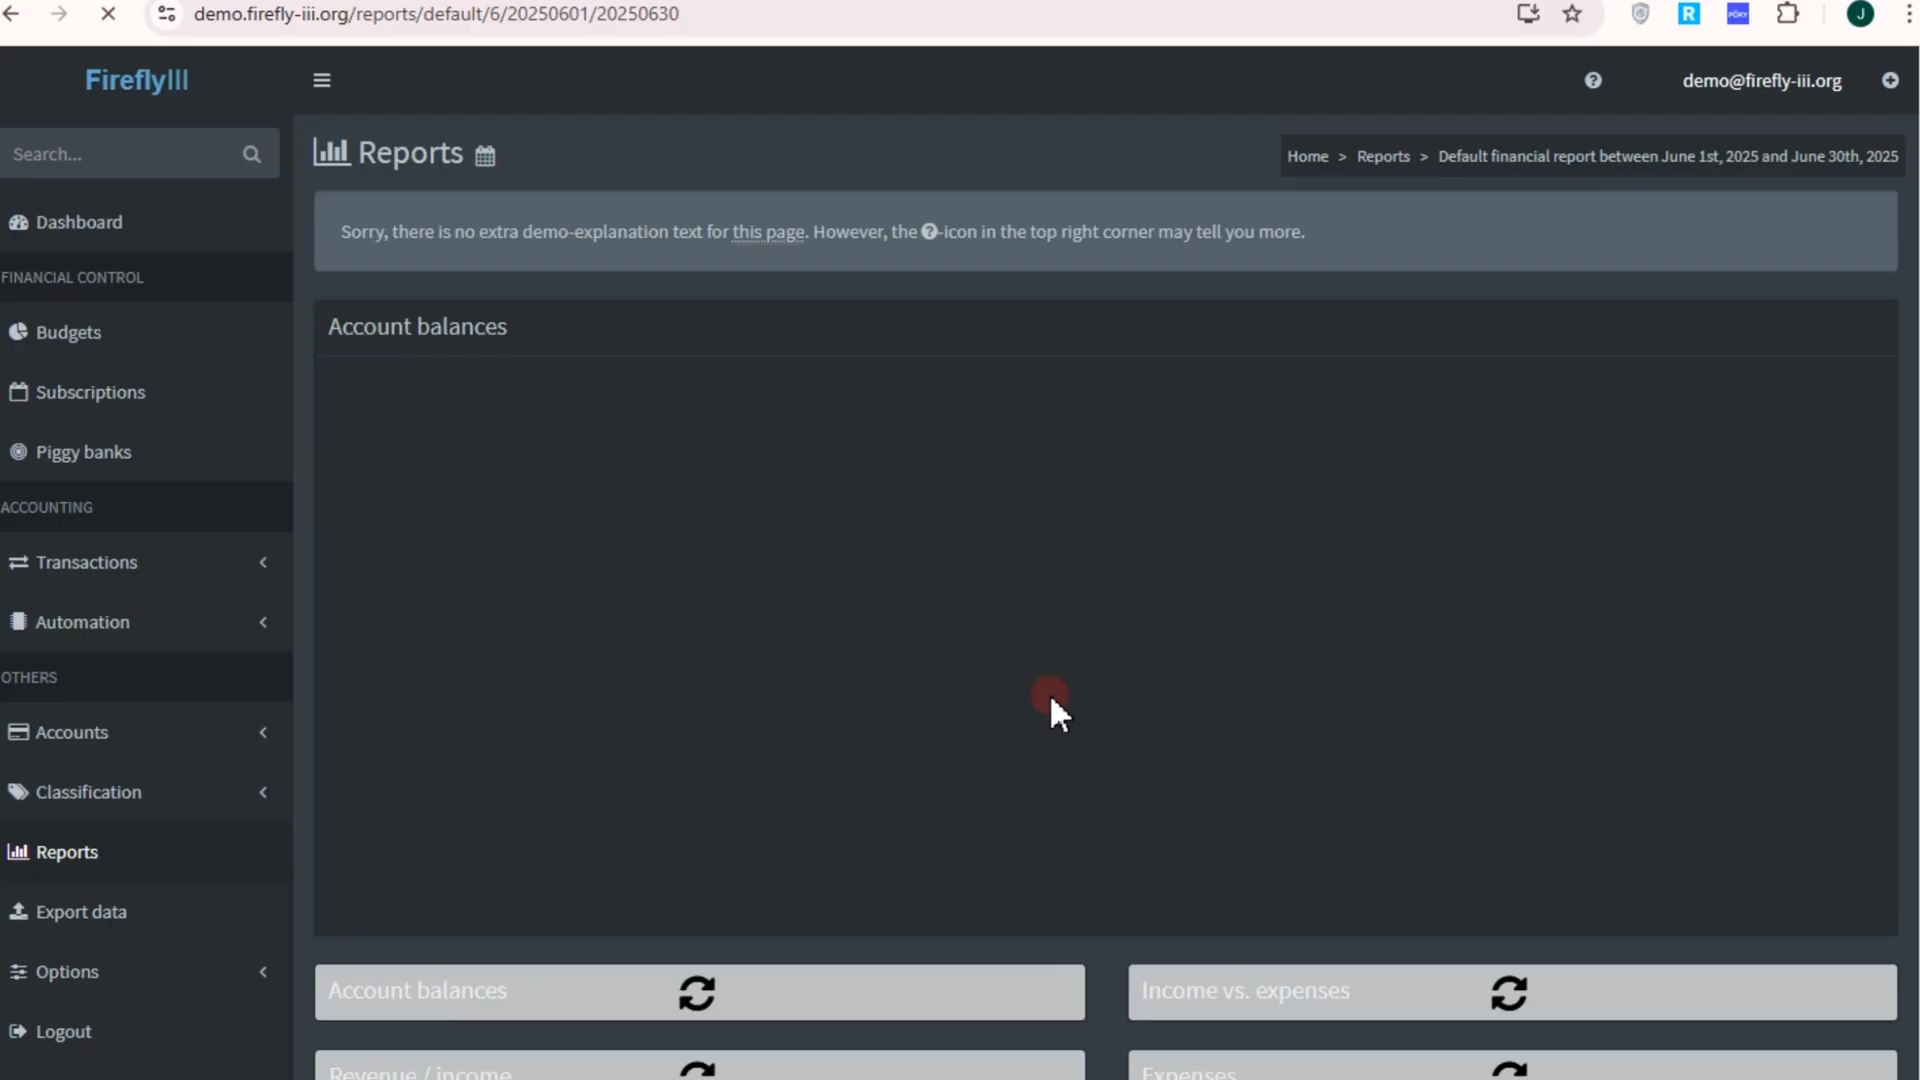 demo.firefly-iii.org/reports/default/6/20250601/20250630
R
POKY
J
FireflyIII
demo@firefly-iii.org
Search...
Reports
Home > Reports > Default financial report between June 1st, 2025 and June 30th, 2025
Dashboard
Sorry, there is no extra demo-explanation text for this page. However, the ?-icon in the top right corner may tell you more.
FINANCIAL CONTROL
Account balances
Budgets
Subscriptions
Piggy banks
ACCOUNTING
Transactions
Automation
OTHERS
Accounts
Classification
Reports
Export data
Options
Account balances
Income vs. expenses
Logout
Revenue / income
Expenses